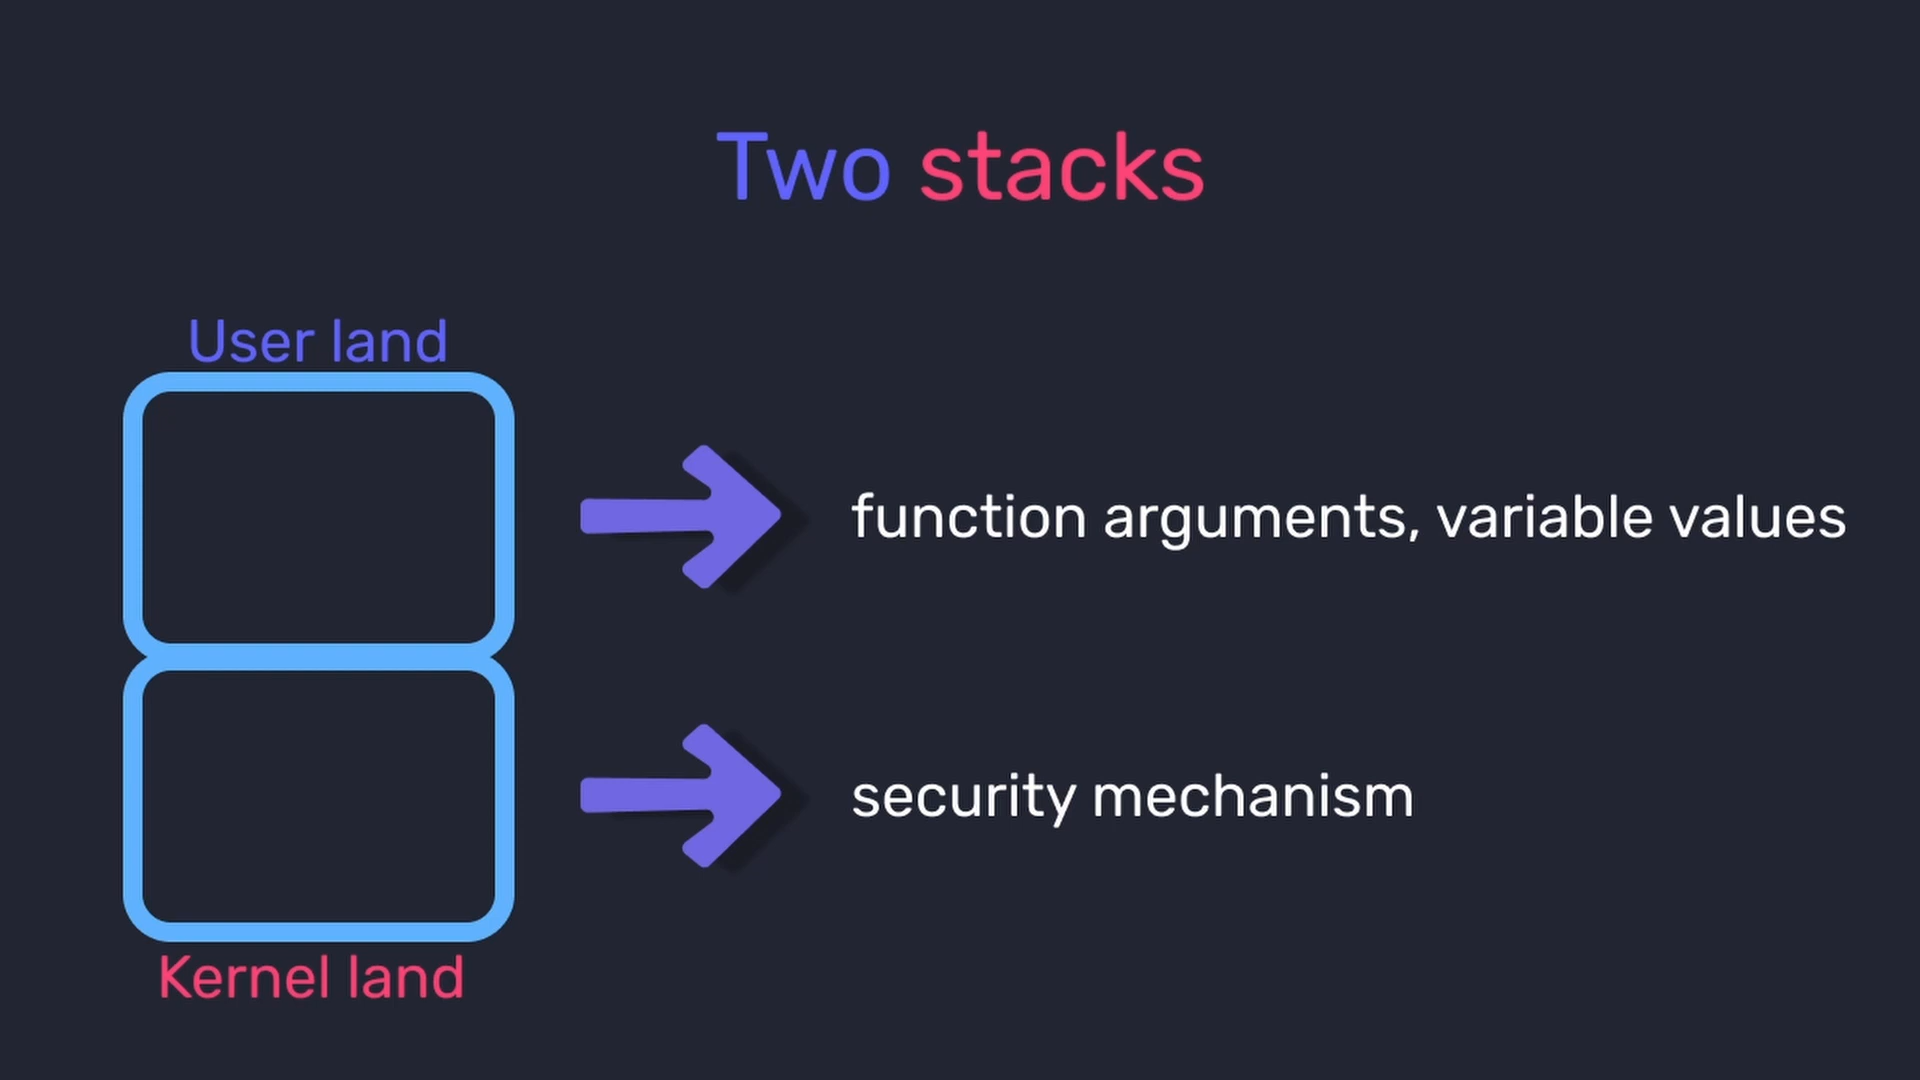 Two stacks
User land
function arguments, variable values
security mechanism
Kernel land